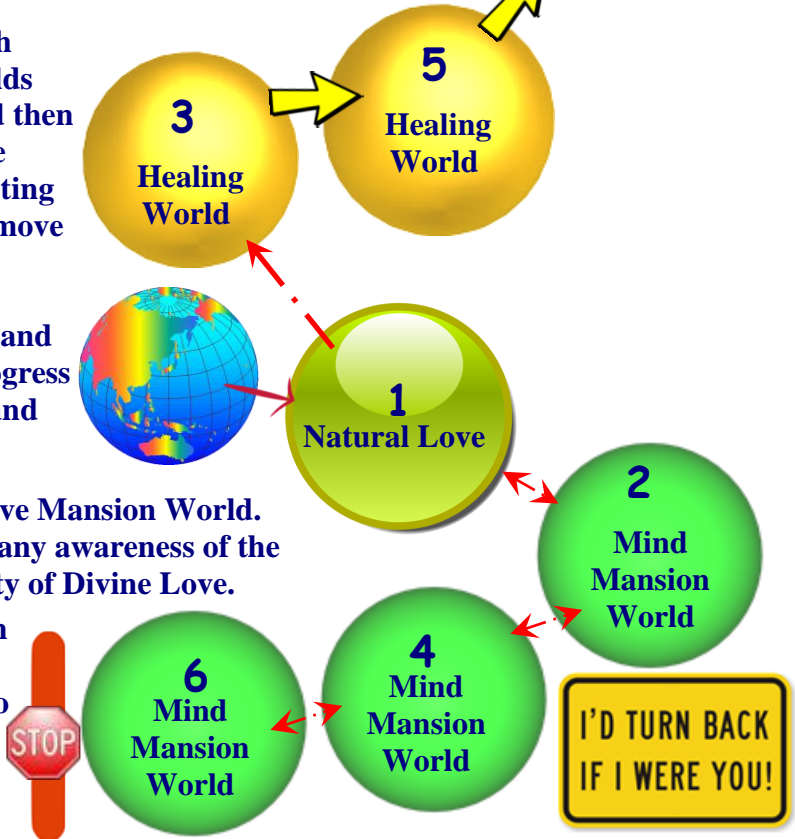 lds
then
ting
move
3
Healing
World
5
Healing
World
and
ogress
1
Natural Love
ve Mansion World.
any awareness of the
ty of Divine Love.
2
Mind
Mansion
World
4
Mind
Mansion
World
6
Mind
Mansion
World
STOP
I'D TURN BACK
IF I WERE YOU!